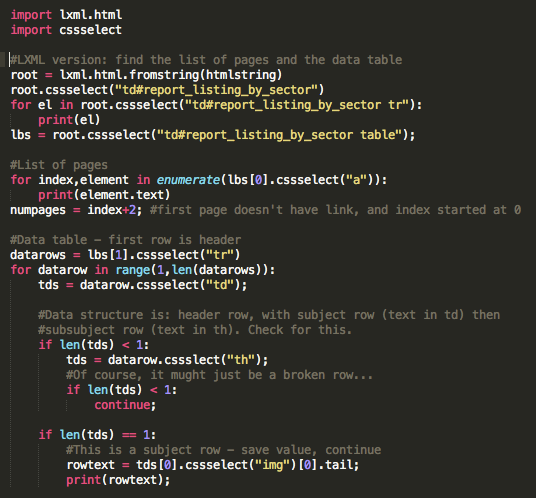 import lxml.html
import cssselect

#LXML version: find the list of pages and the data table
root = lxml.html.fromstring(htmlstring)
root.cssselect("td#report_listing_by_sector")
for el in root.cssselect("td#report_listing_by_sector tr"):
    print(el)
lbs = root.cssselect("td#report_listing_by_sector table");

#List of pages
for index,element in enumerate(lbs[0].cssselect("a")):
    print(element.text)
numpages = index+2; #first page doesn't have link, and index started at 0

#Data table – first row is header
datarows = lbs[1].cssselect("tr")
for datarow in range(1,len(datarows)):
    tds = datarow.cssselect("td");

    #Data structure is: header row, with subject row (text in td) then
    #subsubject row (text in th). Check for this.
    if len(tds) < 1:
        tds = datarow.cssselect("th");
        #Of course, it mught just be a broken row...
        if len(tds) < 1:
            continue;

    if len(tds) == 1:
        #This is a subject row – save value, continue
        rowtext = tds[0].cssselect("img")[0].tail;
        print(rowtext);